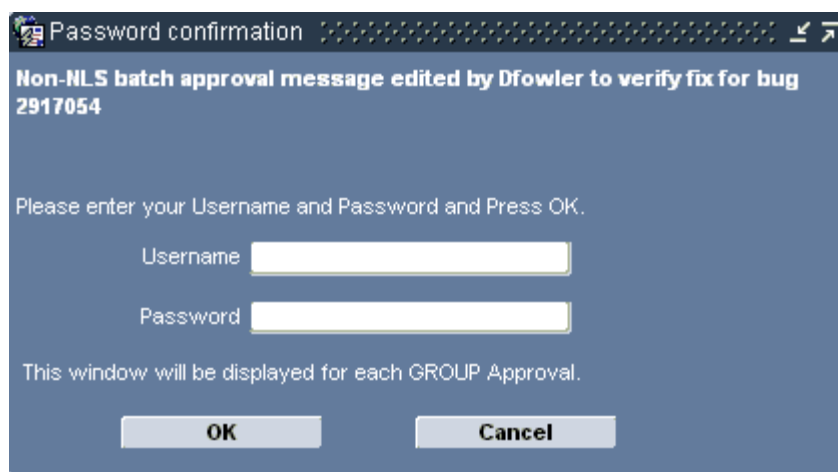 Password confirmation
Non-NLS batch approval message edited by Dfowler to verify fix for bug
2917054
Please enter your Username and Password and Press OK.
Username
Password
This window will be displayed for each GROUP Approval.
OK Cancel